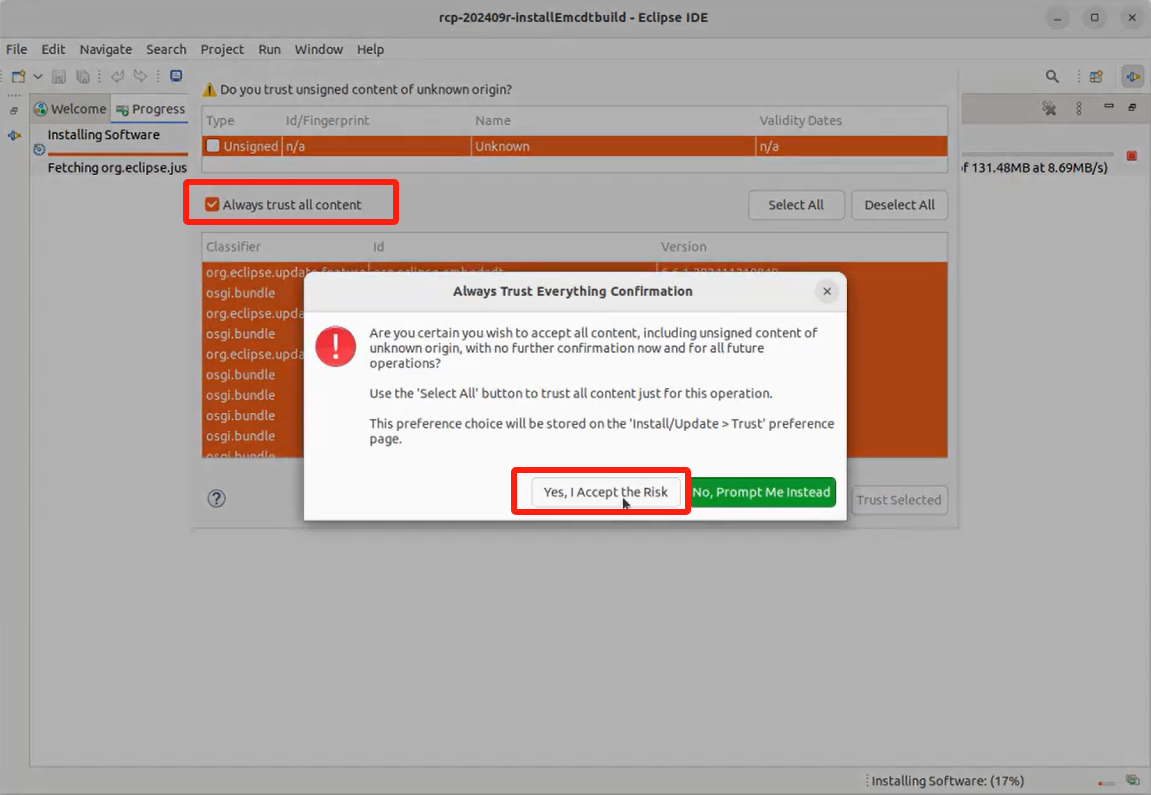 rcp-202409r-installEmcdtbuild - Eclipse IDE
File Edit Navigate Search Project Run Window Help
Do you trust unsigned content of unknown origin?
Welcome Progress
Type Id/Fingerprint Name Validity Dates
Installing Software
Unsigned n/a Unknown n/a
Fetching org.eclipse.jus
f 131.48MB at 8.69MB/s)
Always trust all content
Select All Deselect All
Classifier Id Version
org.eclipse.update.feature
osgi.bundle
org.eclipse.upda
osgi.bundle
org.eclipse.upda
osgi.bundle
osgi.bundle
osgi.bundle
osgi.bundle
osgi.bundle
Always Trust Everything Confirmation
Are you certain you wish to accept all content, including unsigned content of
unknown origin, with no further confirmation now and for all future
operations?
Use the 'Select All' button to trust all content just for this operation.
This preference choice will be stored on the 'Install/Update > Trust' preference
page.
Yes, I Accept the Risk No, Prompt Me Instead
Trust Selected
Installing Software: (17%)